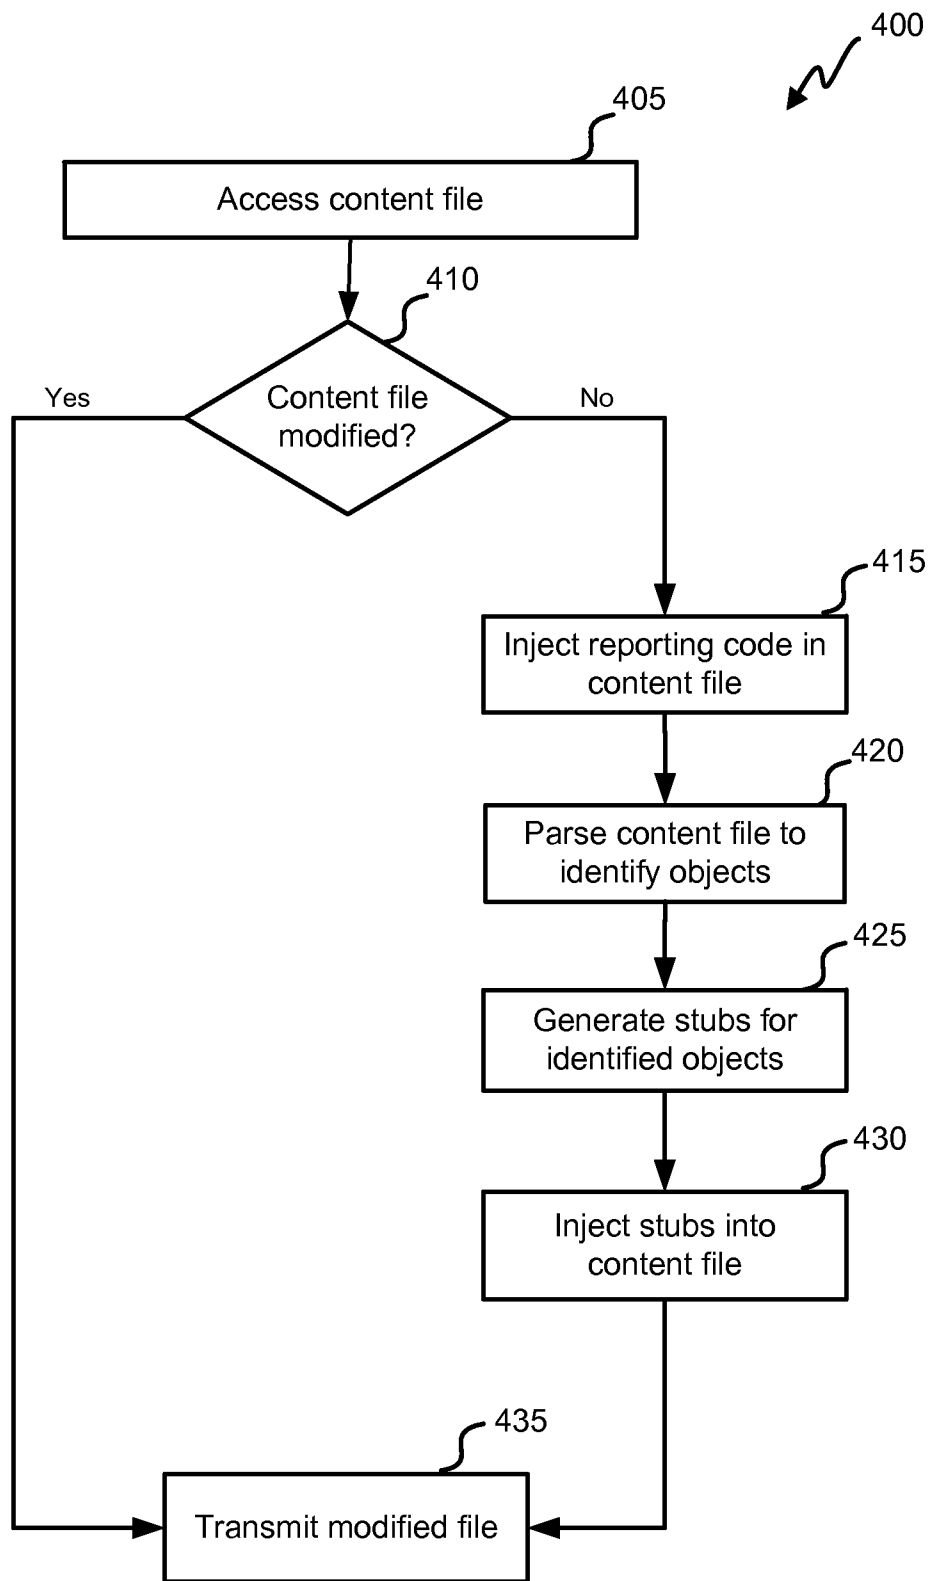 400
405
Access content file
410
Content file
modified?
Yes
No
415
Inject reporting code in
content file
420
Parse content file to
identify objects
425
Generate stubs for
identified objects
430
Inject stubs into
content file
435
Transmit modified file